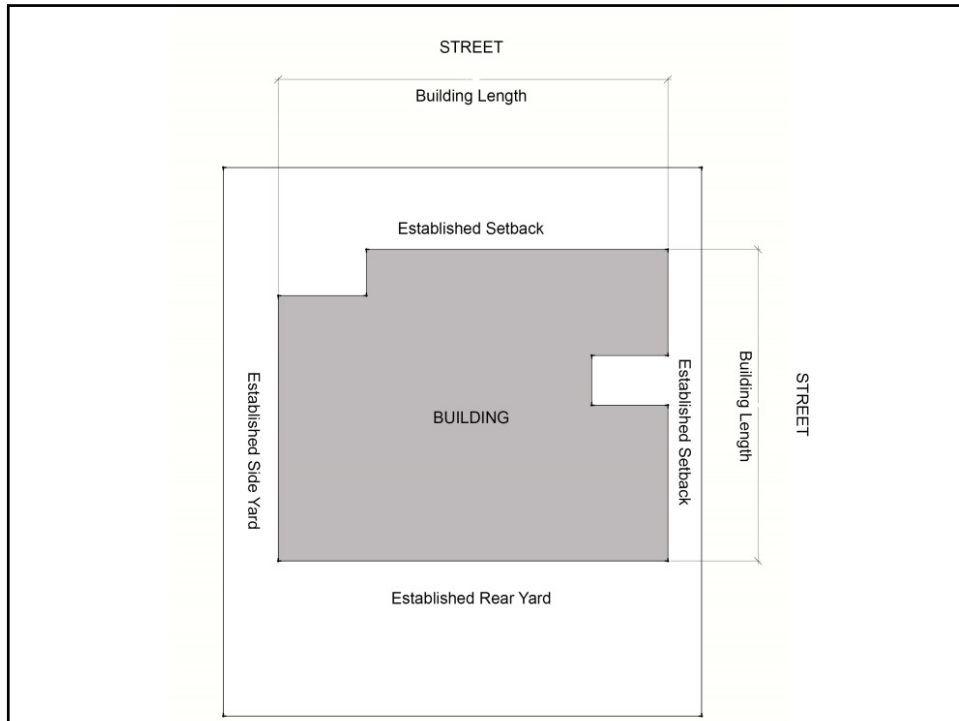 STREET
Building Length
Established Setback
Established Side Yard
BUILDING
Established Setback
Building Length
STREET
Established Rear Yard